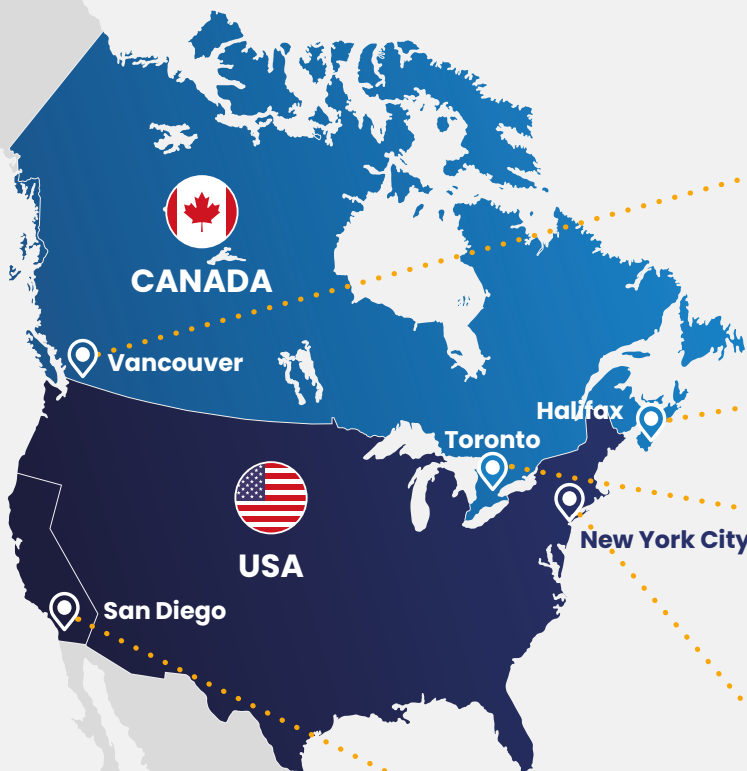 CANADA
Vancouver
Halifax
Toronto
USA
New York City
San Diego